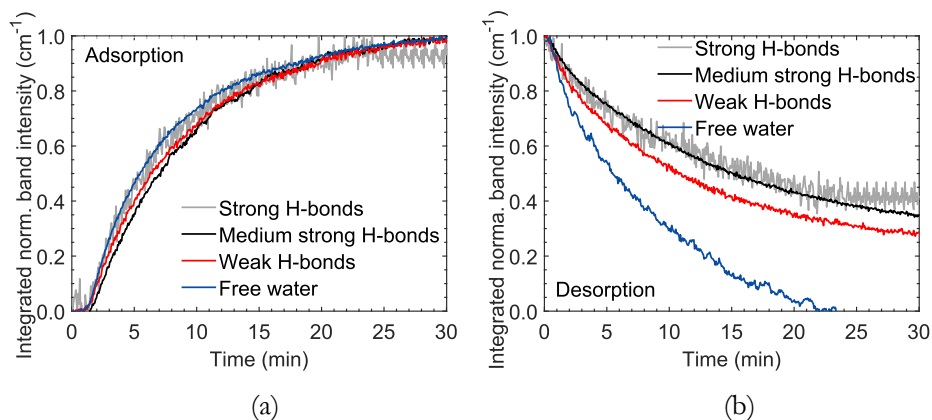 Integrated norma. band intensity (cm-1)
1.0
0.8
0.6
0.4
0.2
0.0
Adsorption
Strong H-bonds
Medium strong H-bonds
Weak H-bonds
Free water
0 5 10 15 20 25 30
Time (min)
(a)
Integrated norma. band intensity (cm-1)
1.0
0.8
0.6
0.4
0.2
0.0
Strong H-bonds
Medium strong H-bonds
Weak H-bonds
Free water
Desorption
0 5 10 15 20 25 30
Time (min)
(b)